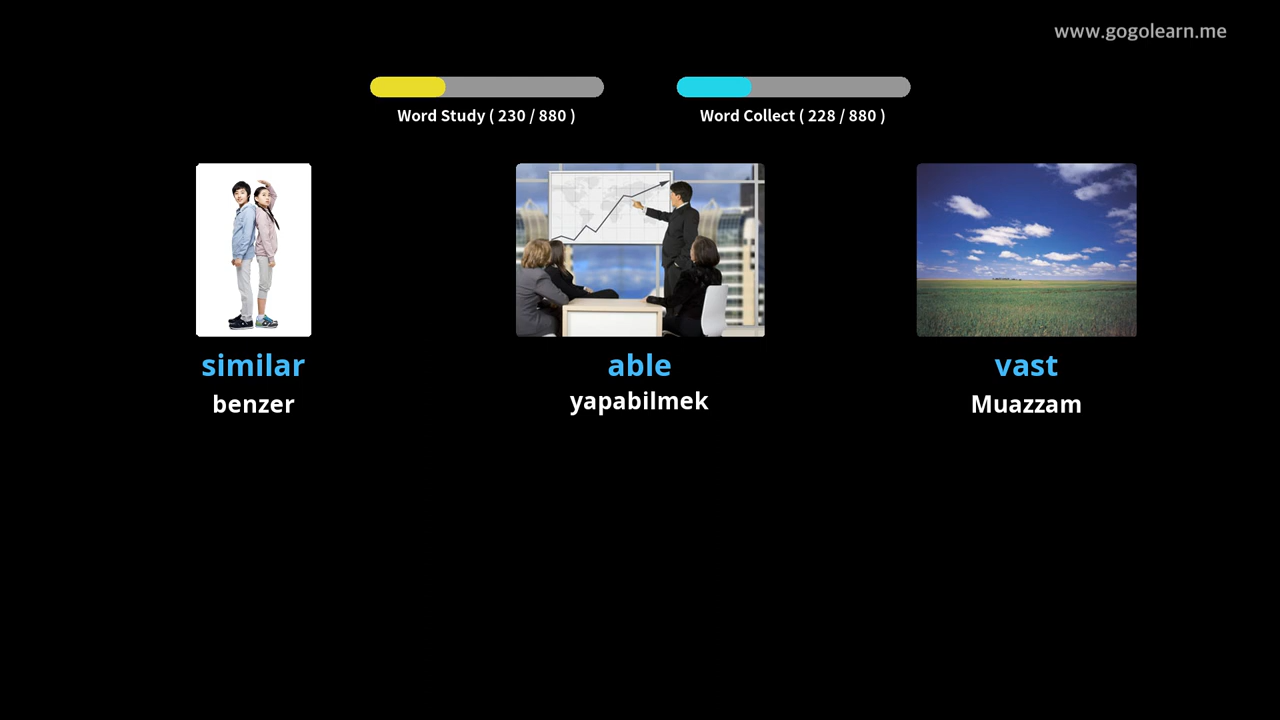 www.gogolearn.me
Word Study ( 230 / 880 )
Word Collect ( 228 / 880 )
similar
benzer
able
yapabilmek
vast
Muazzam